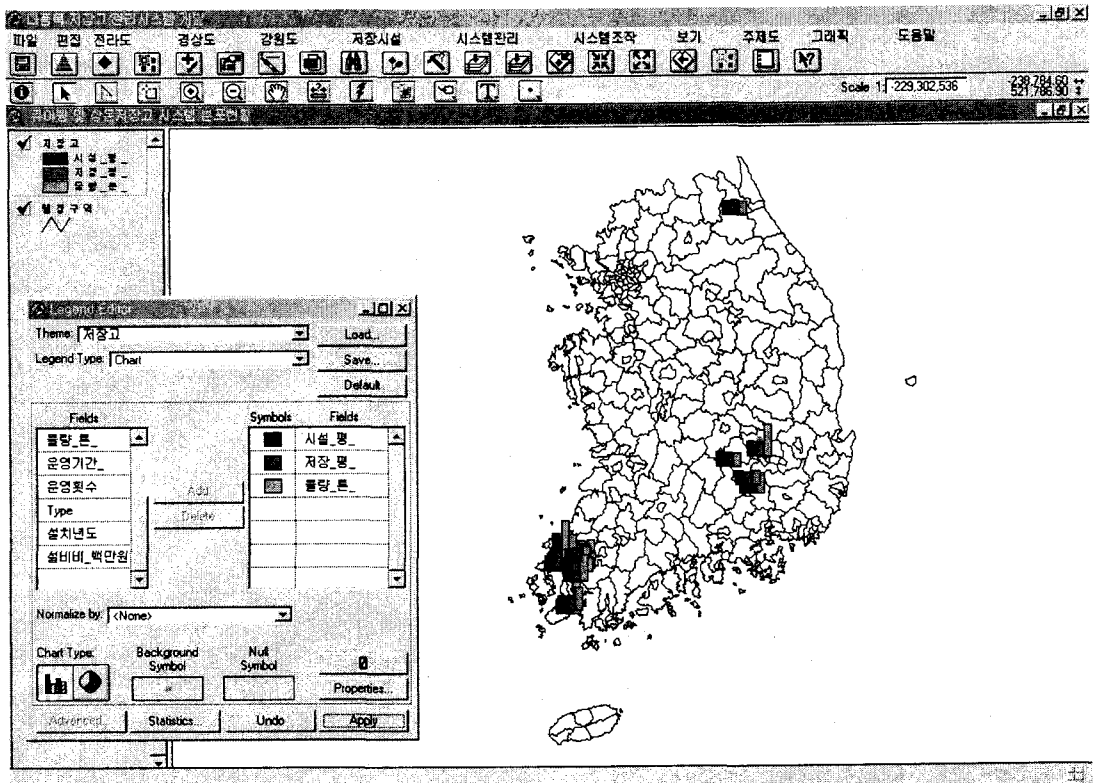 파일 편집 전라도 경상도 강원도 저장시설 시스템관리 시스템조작 보기 주제도 그래픽 도움말
Scale 1: -229,302,536
-238,784.60
521,786.90
저장고
시설_평_
저장_평_
물량_톤_
행정구역
Legend Editor
Theme: 저장고
Load...
Legend Type: Chart
Save...
Default
Fields
Symbols Fields
물량_톤_
시설_평_
운영기간_
저장_평_
운영횟수
물량_톤_
Add
Type
Delete
설치년도
설비비_백만원
Normalize by: <None>
Chart Type:
Background Symbol
Null Symbol
Properties...
Advanced...
Statistics...
Undo
Apply